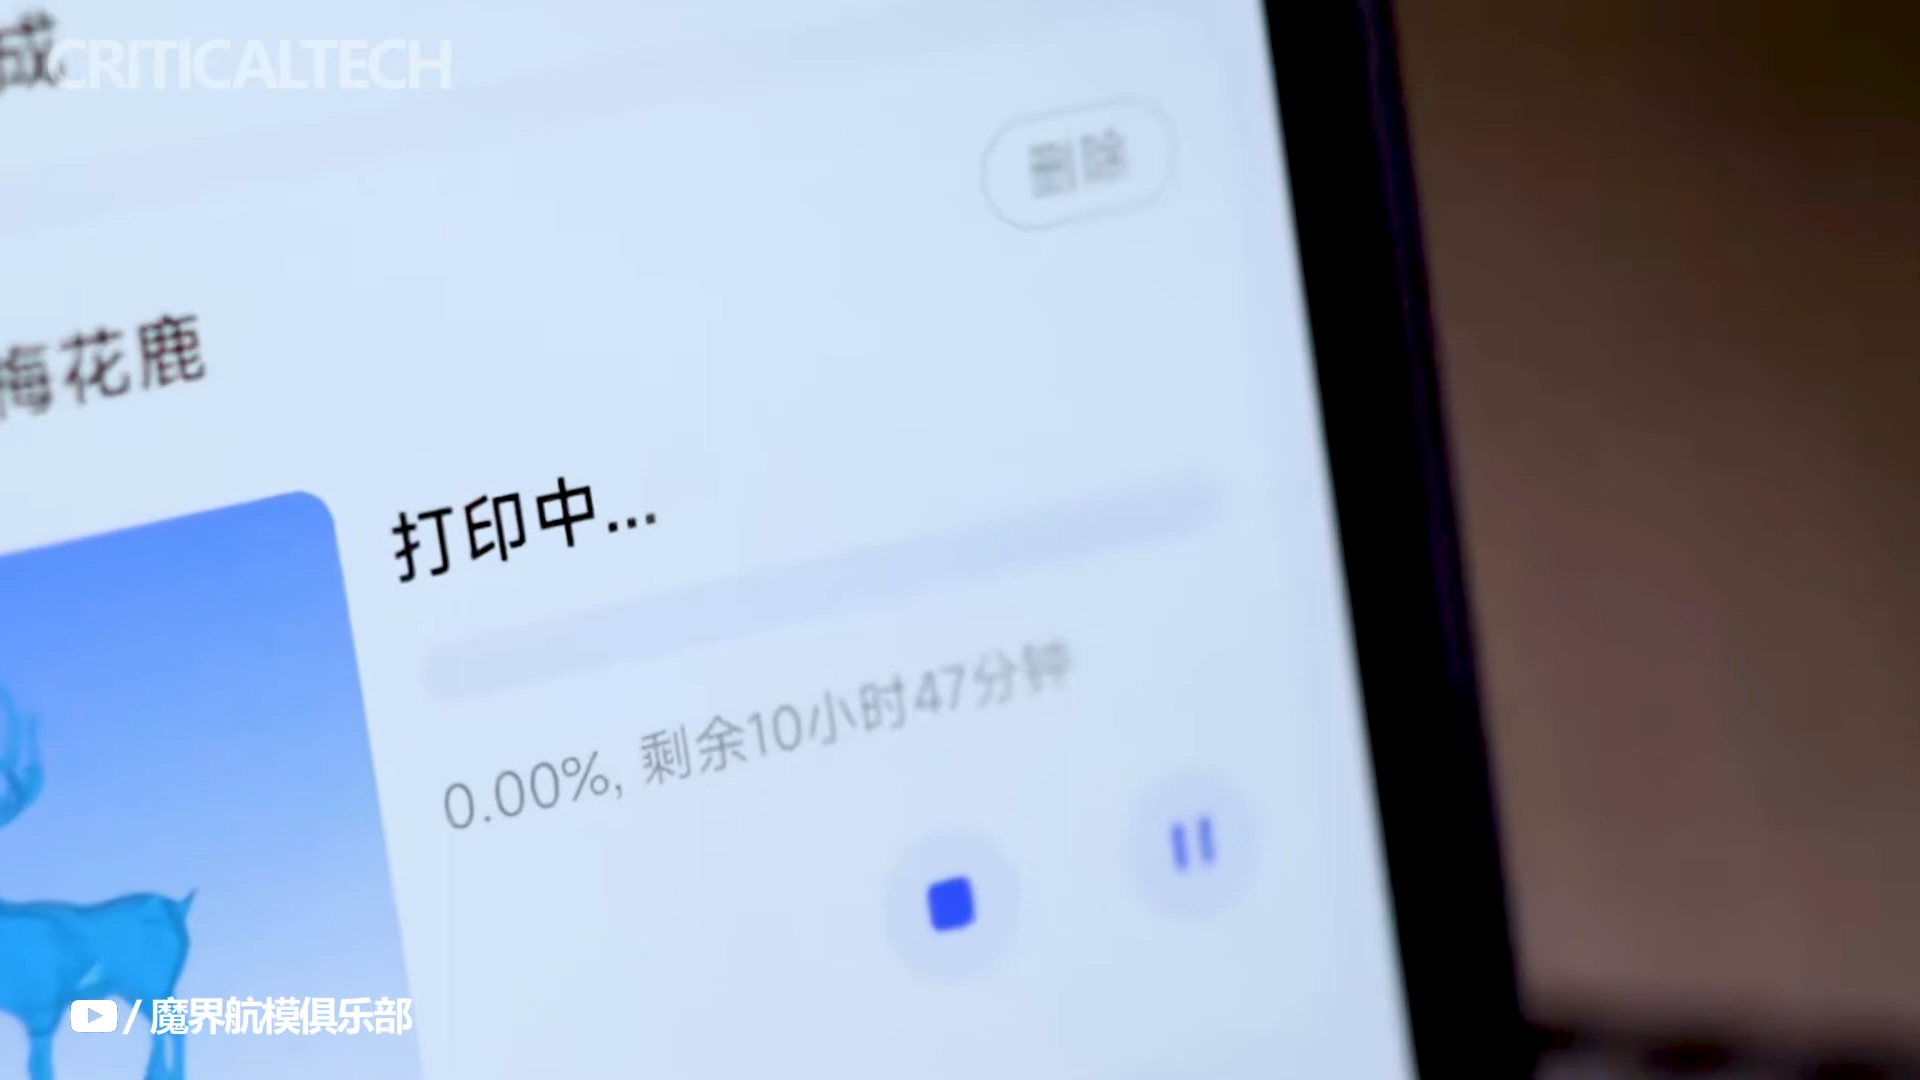 成
CRITICALTECH
删除
梅花鹿
打印中...
0.00%, 剩余10小时47分钟
/ 魔界航模俱乐部